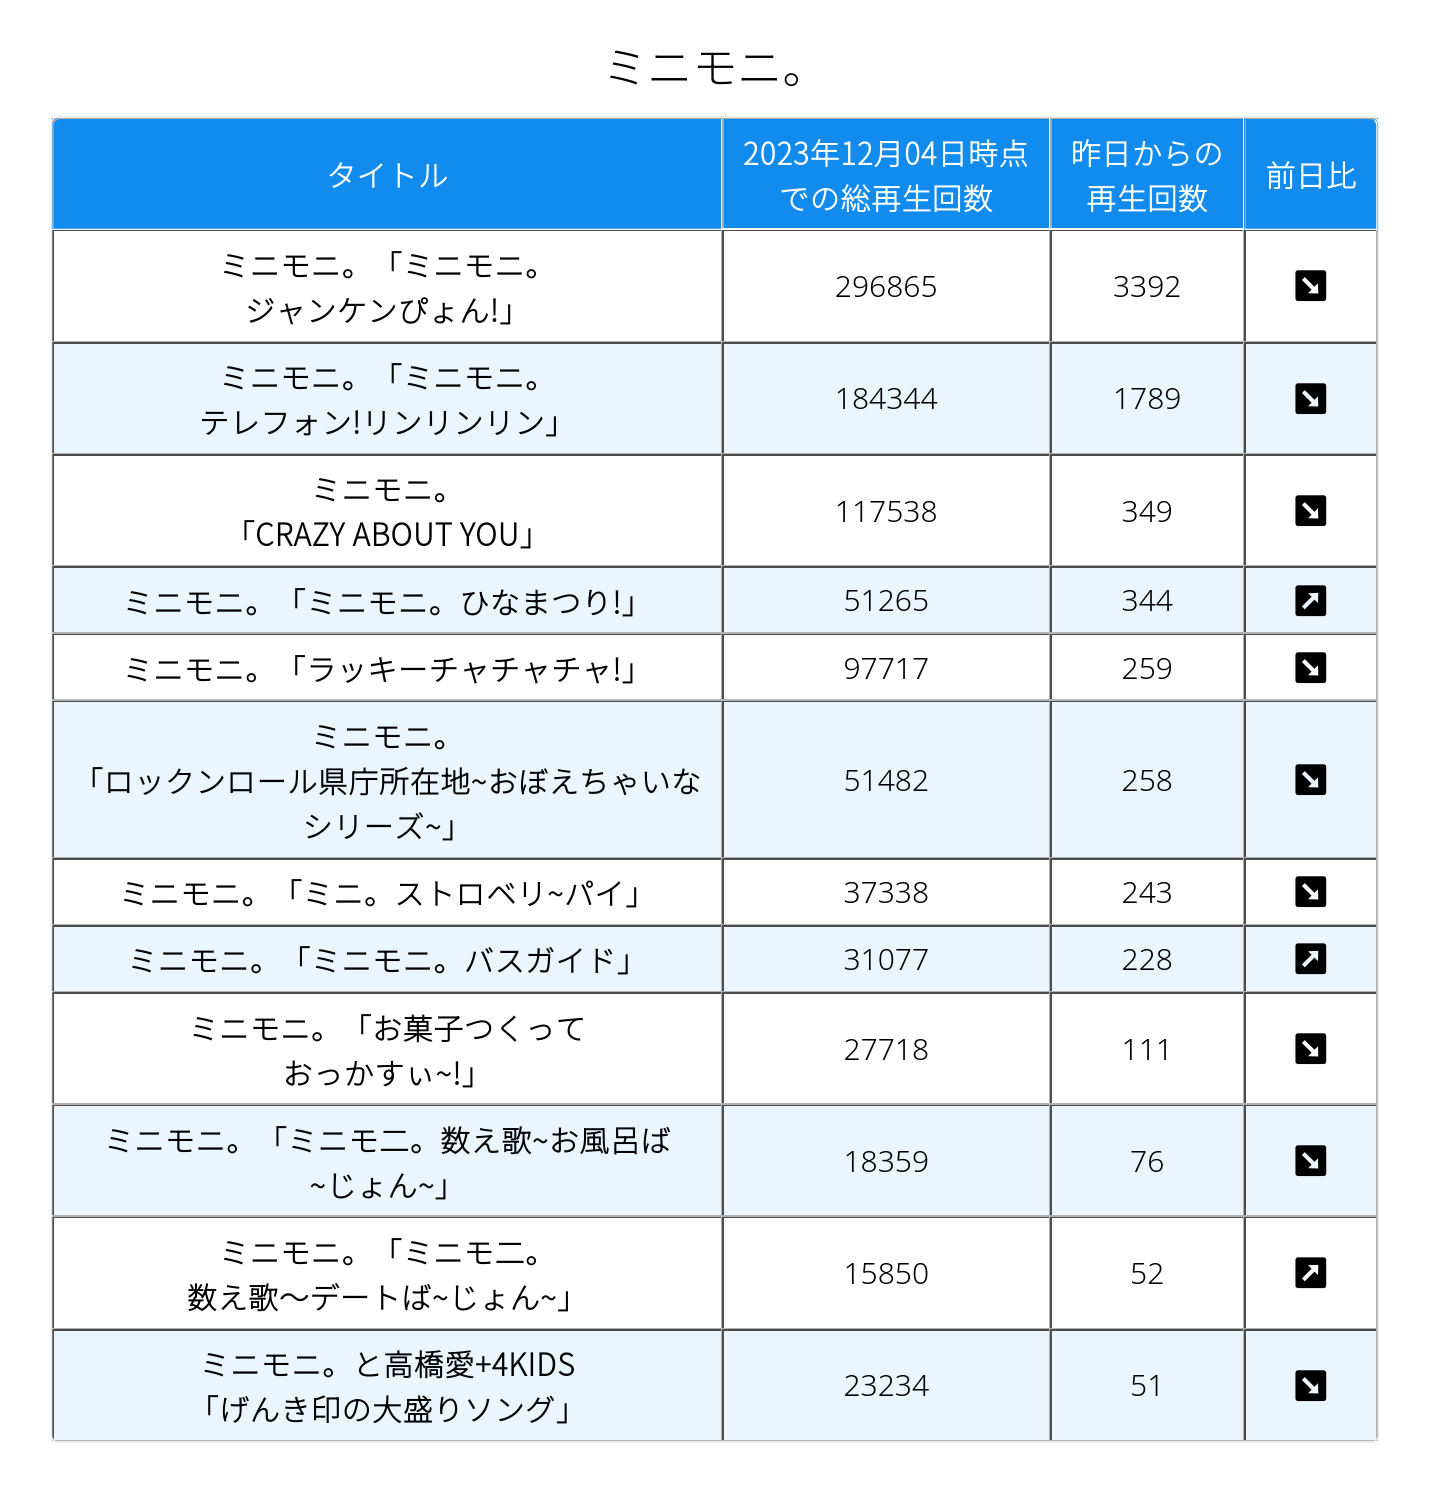 ミニモニ。
タイトル
2023年12月04日時点
での総再生回数
昨日からの
再生回数
前日比
ミニモニ。「ミニモニ。
ジャンケンぴょん!」
296865
3392
ミニモニ。「ミニモニ。
テレフォン!リンリンリン」
184344
1789
ミニモニ。
「CRAZY ABOUT YOU」
117538
349
ミニモニ。「ミニモニ。ひなまつり!」
51265
344
ミニモニ。「ラッキーチャチャチャ!」
97717
259
ミニモニ。
「ロックンロール県庁所在地~おぼえちゃいな
シリーズ~」
51482
258
ミニモニ。「ミニ。ストロベリ~パイ」
37338
243
ミニモニ。「ミニモニ。バスガイド」
31077
228
ミニモニ。「お菓子つくって
おっかすぃ~!」
27718
111
ミニモニ。「ミニモ二。数え歌~お風呂ば
~じょん~」
18359
76
ミニモニ。「ミニモ二。
数え歌〜デートば~じょん~」
15850
52
ミニモニ。と高橋愛+4KIDS
「げんき印の大盛りソング」
23234
51